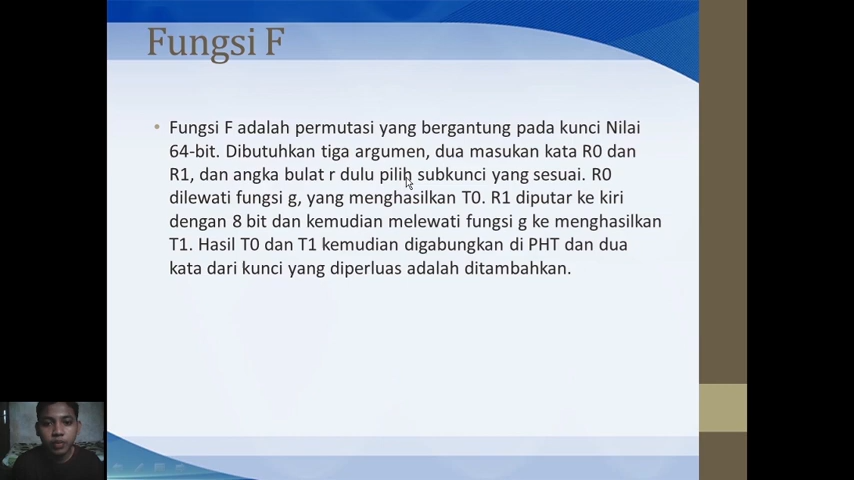 Fungsi F
• Fungsi F adalah permutasi yang bergantung pada kunci Nilai
64-bit. Dibutuhkan tiga argumen, dua masukan kata R0 dan
R1, dan angka bulat r dulu pilih subkunci yang sesuai. R0
dilewati fungsi g, yang menghasilkan T0. R1 diputar ke kiri
dengan 8 bit dan kemudian melewati fungsi g ke menghasilkan
T1. Hasil T0 dan T1 kemudian digabungkan di PHT dan dua
kata dari kunci yang diperluas adalah ditambahkan.